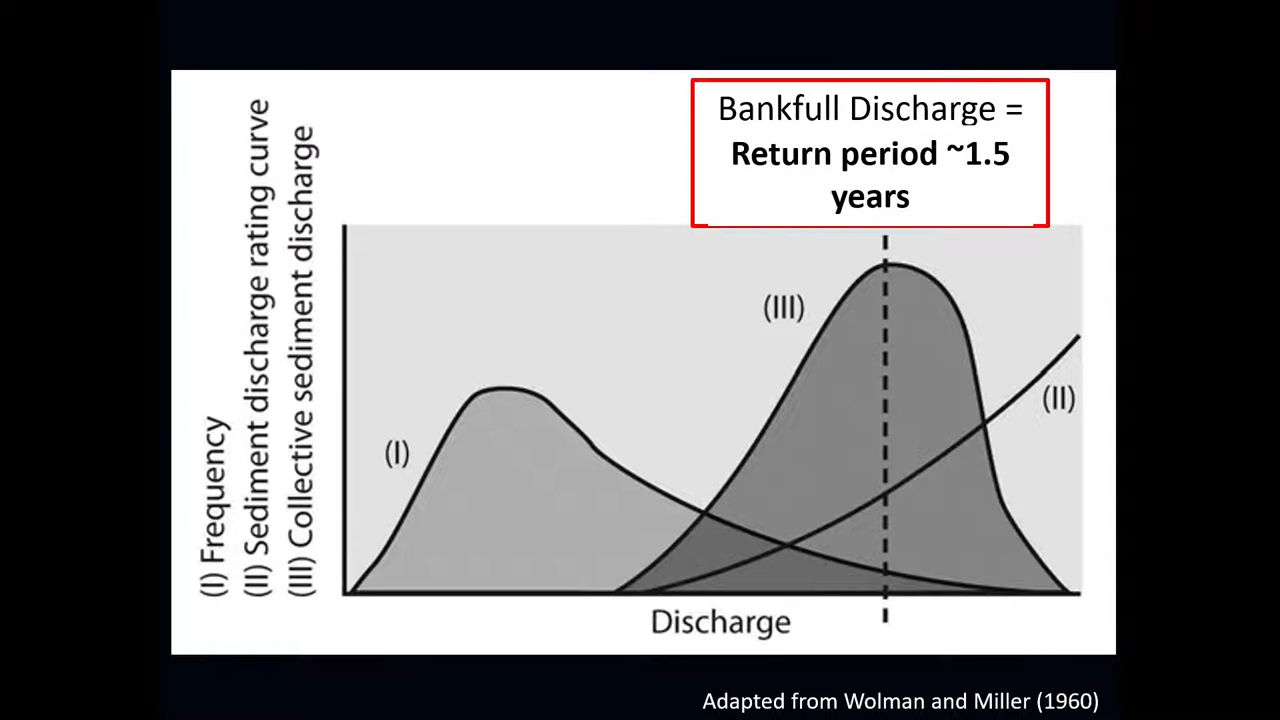 Bankfull Discharge =
Return period ~1.5
years
(I) Frequency
(II) Sediment discharge rating curve
(III) Collective sediment discharge
(I)
(III)
(II)
Discharge
Adapted from Wolman and Miller (1960)